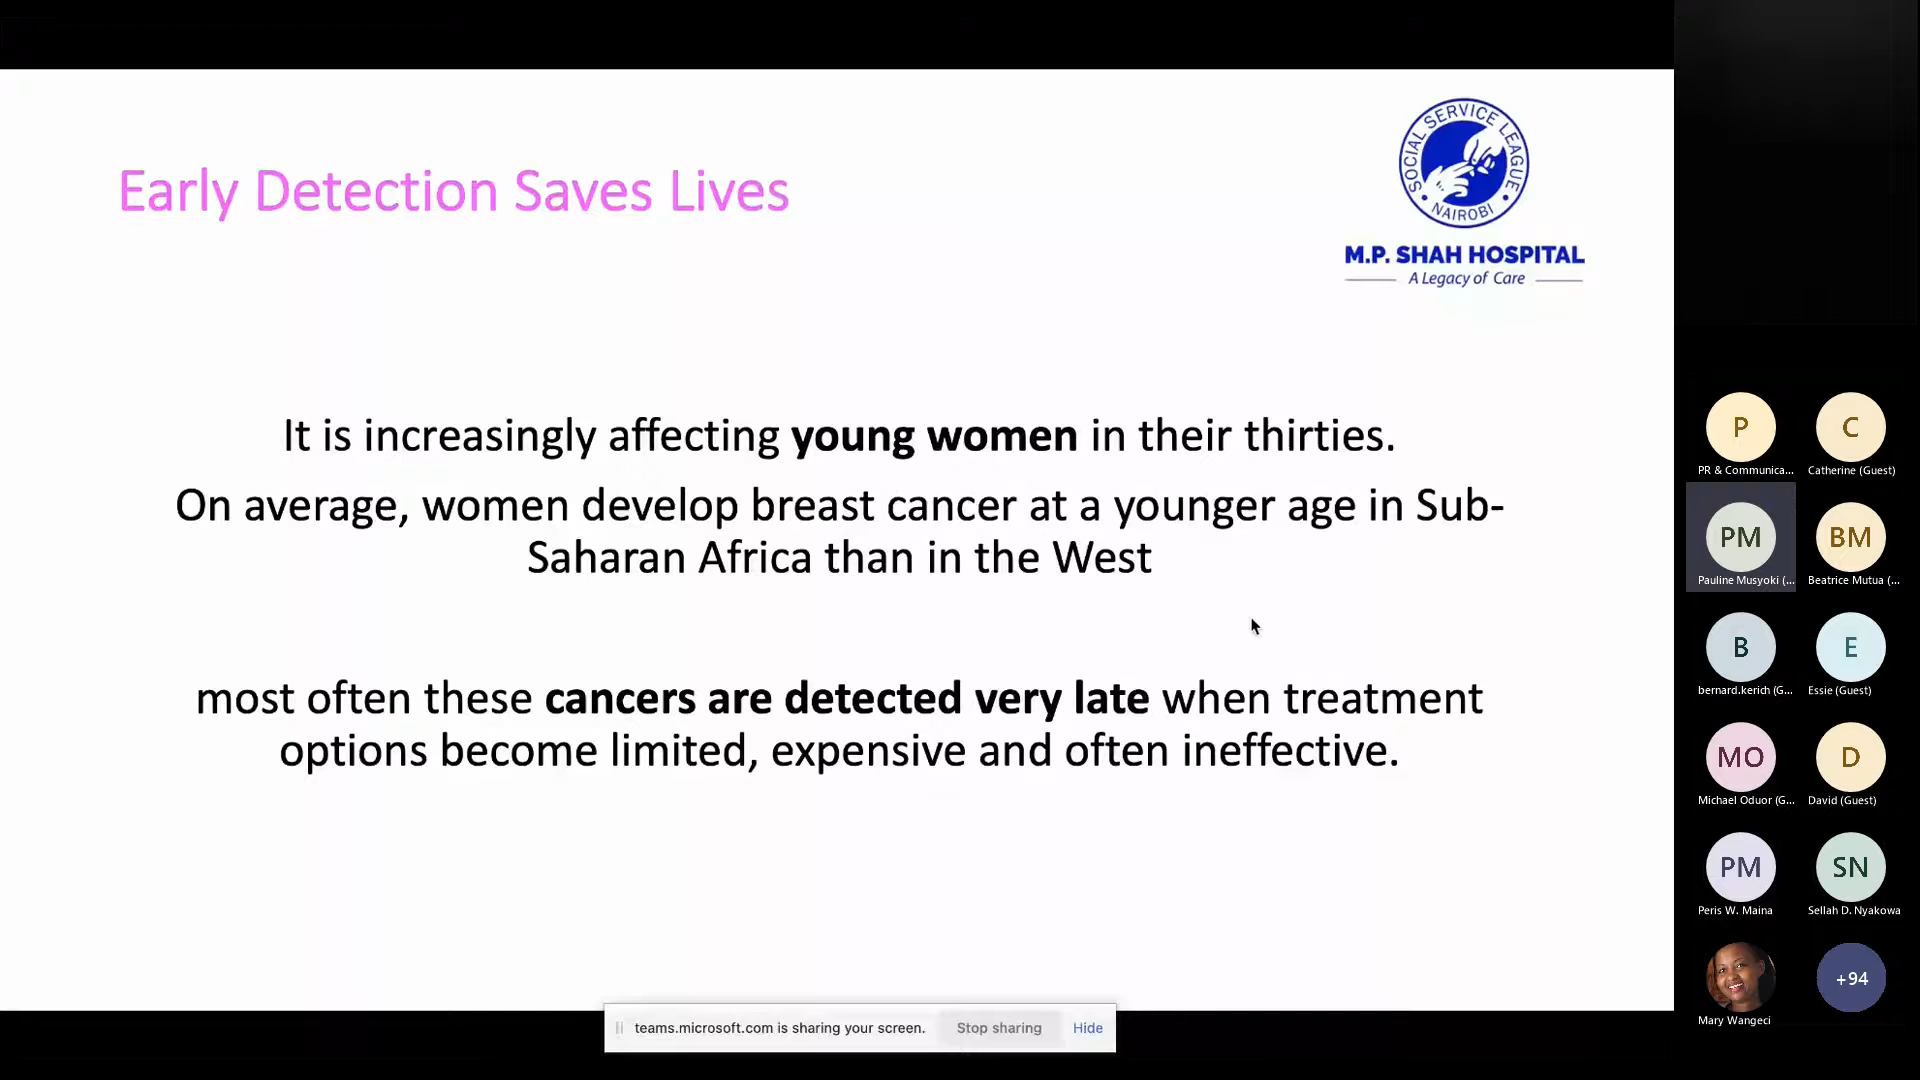 Early Detection Saves Lives
SOCIAL SERVICE LEAGUE
NAIROBI
M.P. SHAH HOSPITAL
A Legacy of Care
It is increasingly affecting young women in their thirties.
On average, women develop breast cancer at a younger age in Sub-
Saharan Africa than in the West
most often these cancers are detected very late when treatment
options become limited, expensive and often ineffective.
teams.microsoft.com is sharing your screen. Stop sharing Hide
P C
PR & Communica... Catherine (Guest)
PM BM
Pauline Musyoki (... Beatrice Mutua (...
B E
bernard.kerich (G... Essie (Guest)
MO D
Michael Oduor (G... David (Guest)
PM SN
Peris W. Maina Sellah D. Nyakowa
+94
Mary Wangeci